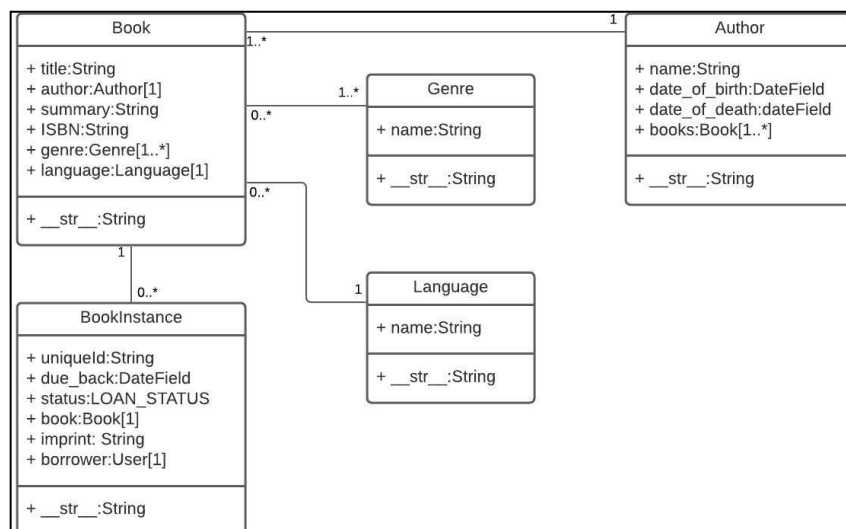 Book
+ title:String
+ author:Author[1]
+ summary:String
+ ISBN:String
+ genre:Genre[1..*]
+ language:Language[1]
+ __str__:String
1..*
1
Author
+ name:String
+ date_of_birth:DateField
+ date_of_death:dateField
+ books:Book[1..*]
+ __str__:String
0..*
1..*
Genre
+ name:String
+ __str__:String
0..*
1
Language
+ name:String
+ __str__:String
1
0..*
BookInstance
+ uniqueId:String
+ due_back:DateField
+ status:LOAN_STATUS
+ book:Book[1]
+ imprint: String
+ borrower:User[1]
+ __str__:String